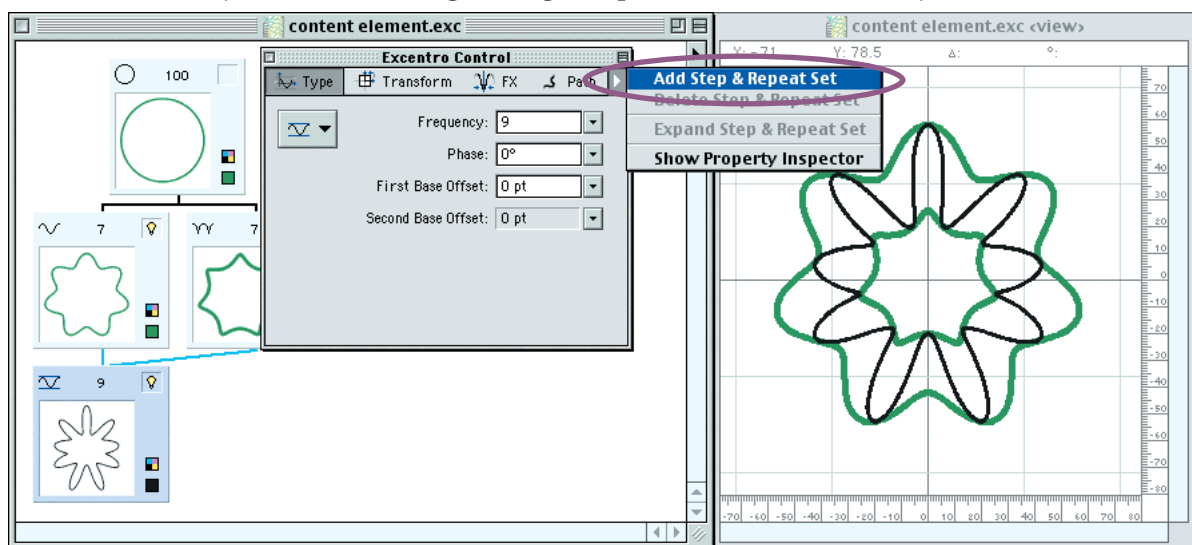 content element.exc
content element.exc <view>
Excentro Control
Type Transform FX Path
Add Step & Repeat Set
Delete Step & Repeat Set
Expand Step & Repeat Set
Show Property Inspector
Frequency: 9
Phase: 0°
First Base Offset: 0 pt
Second Base Offset: 0 pt
100
7
7
9
Y: 78.5 Δ: °:
70
60
50
40
30
20
10
0
-10
-20
-30
-40
-50
-60
-70
-80
-70 -60 -50 -40 -30 -20 -10 0 10 20 30 40 50 60 70 80